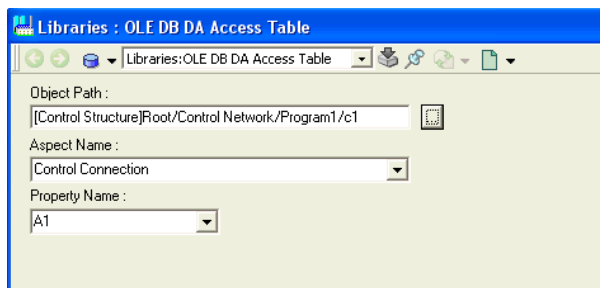 Libraries : OLE DB DA Access Table
Libraries:OLE DB DA Access Table
Object Path :
[Control Structure]Root/Control Network/Program1/c1
Aspect Name :
Control Connection
Property Name :
A1